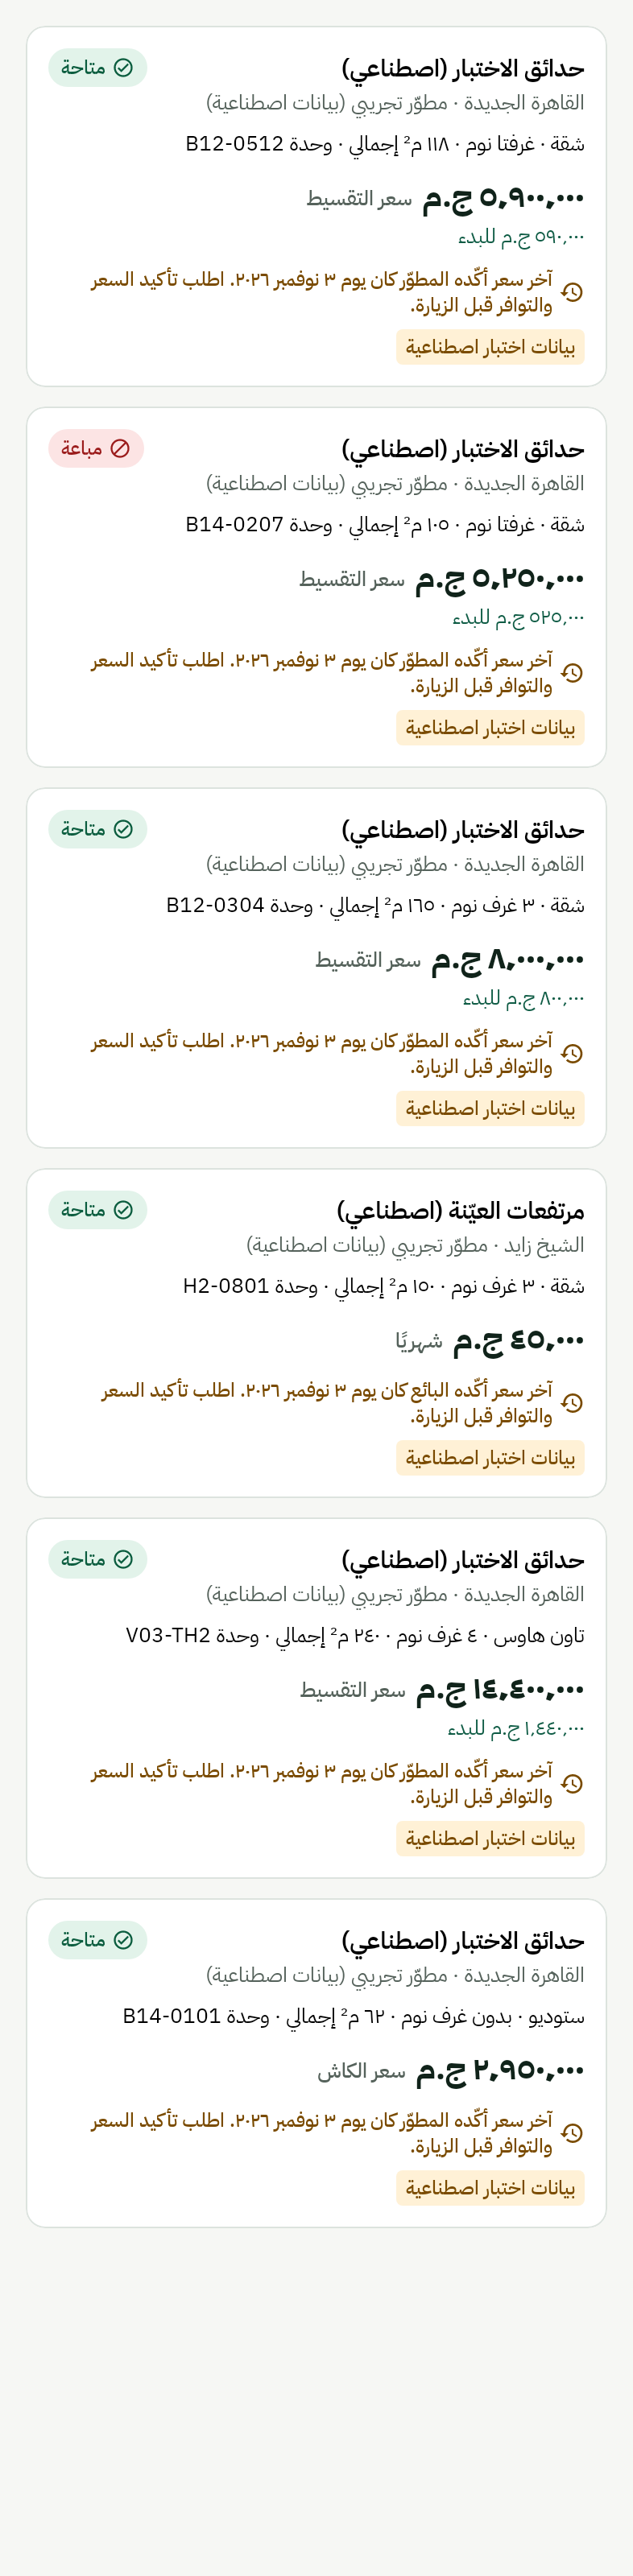 حدائق الاختبار (اصطناعي)
متاحة
القاهرة الجديدة · مطوّر تجريبي (بيانات اصطناعية)
شقة · غرفتا نوم · ١١٨ م² إجمالي · وحدة B12-0512
٥,٩٠٠,٠٠٠ ج.م سعر التقسيط
٥٩٠,٠٠٠ ج.م للبدء
آخر سعر أكّده المطوّر كان يوم ٣ نوفمبر ٢٠٢٦. اطلب تأكيد السعر
والتوافر قبل الزيارة.
بيانات اختبار اصطناعية
حدائق الاختبار (اصطناعي)
مباعة
القاهرة الجديدة · مطوّر تجريبي (بيانات اصطناعية)
شقة · غرفتا نوم · ١٠٥ م² إجمالي · وحدة B14-0207
٥,٢٥٠,٠٠٠ ج.م سعر التقسيط
٥٢٥,٠٠٠ ج.م للبدء
آخر سعر أكّده المطوّر كان يوم ٣ نوفمبر ٢٠٢٦. اطلب تأكيد السعر
والتوافر قبل الزيارة.
بيانات اختبار اصطناعية
حدائق الاختبار (اصطناعي)
متاحة
القاهرة الجديدة · مطوّر تجريبي (بيانات اصطناعية)
شقة · ٣ غرف نوم · ١٦٥ م² إجمالي · وحدة B12-0304
٨,٠٠٠,٠٠٠ ج.م سعر التقسيط
٨٠٠,٠٠٠ ج.م للبدء
آخر سعر أكّده المطوّر كان يوم ٣ نوفمبر ٢٠٢٦. اطلب تأكيد السعر
والتوافر قبل الزيارة.
بيانات اختبار اصطناعية
مرتفعات العيّنة (اصطناعي)
متاحة
الشيخ زايد · مطوّر تجريبي (بيانات اصطناعية)
شقة · ٣ غرف نوم · ١٥٠ م² إجمالي · وحدة H2-0801
٤٥,٠٠٠ ج.م شهريًا
آخر سعر أكّده البائع كان يوم ٣ نوفمبر ٢٠٢٦. اطلب تأكيد السعر
والتوافر قبل الزيارة.
بيانات اختبار اصطناعية
حدائق الاختبار (اصطناعي)
متاحة
القاهرة الجديدة · مطوّر تجريبي (بيانات اصطناعية)
تاون هاوس · ٤ غرف نوم · ٢٤٠ م² إجمالي · وحدة V03-TH2
١٤,٤٠٠,٠٠٠ ج.م سعر التقسيط
١,٤٤٠,٠٠٠ ج.م للبدء
آخر سعر أكّده المطوّر كان يوم ٣ نوفمبر ٢٠٢٦. اطلب تأكيد السعر
والتوافر قبل الزيارة.
بيانات اختبار اصطناعية
حدائق الاختبار (اصطناعي)
متاحة
القاهرة الجديدة · مطوّر تجريبي (بيانات اصطناعية)
ستوديو · بدون غرف نوم · ٦٢ م² إجمالي · وحدة B14-0101
٢,٩٥٠,٠٠٠ ج.م سعر الكاش
آخر سعر أكّده المطوّر كان يوم ٣ نوفمبر ٢٠٢٦. اطلب تأكيد السعر
والتوافر قبل الزيارة.
بيانات اختبار اصطناعية